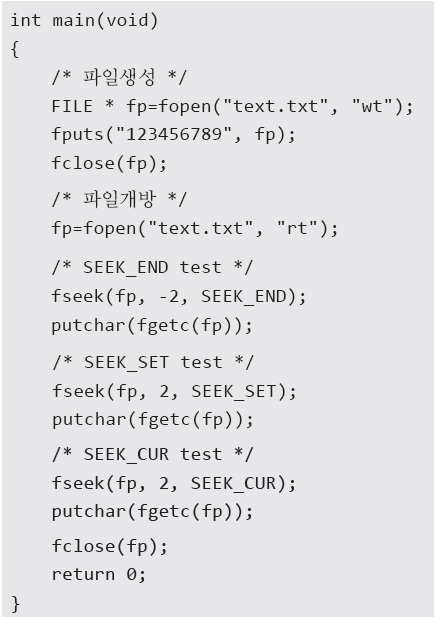 int main(void)
{
    /* 파일생성 */
    FILE * fp=fopen("text.txt", "wt");
    fputs("123456789", fp);
    fclose(fp);
    /* 파일개방 */
    fp=fopen("text.txt", "rt");
    /* SEEK_END test */
    fseek(fp, -2, SEEK_END);
    putchar(fgetc(fp));
    /* SEEK_SET test */
    fseek(fp, 2, SEEK_SET);
    putchar(fgetc(fp));
    /* SEEK_CUR test */
    fseek(fp, 2, SEEK_CUR);
    putchar(fgetc(fp));
    fclose(fp);
    return 0;
}